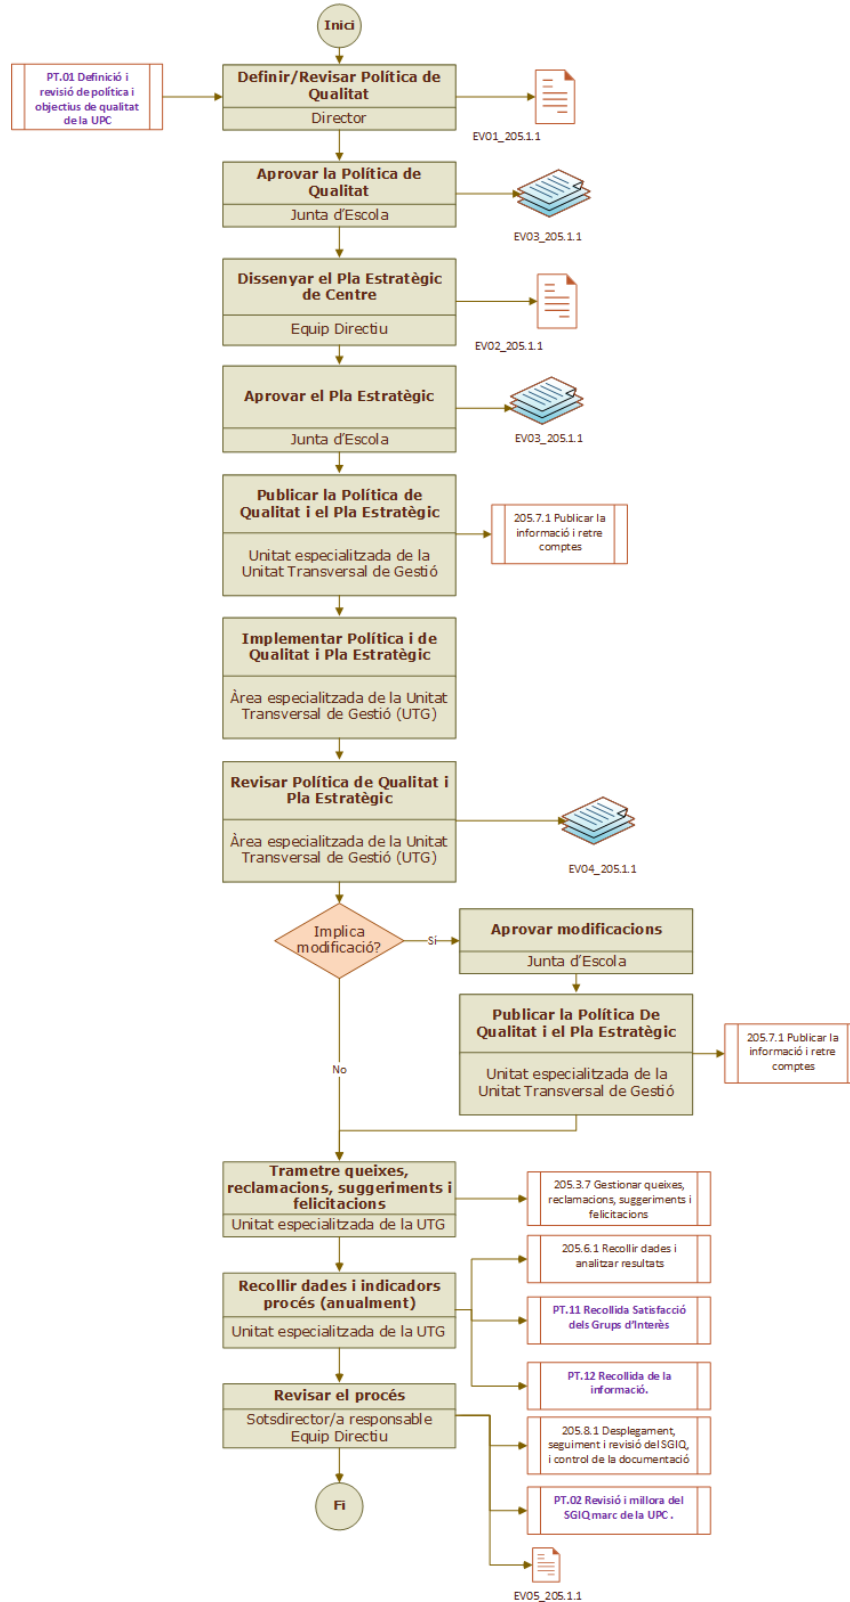 Inici
PT.01 Definició i
revisió de política i
objectius de qualitat
de la UPC
Definir/Revisar Política de
Qualitat
Director
EV01_205.1.1
Aprovar la Política de
Qualitat
Junta d’Escola
EV03_205.1.1
Dissenyar el Pla Estratègic
de Centre
Equip Directiu
EV02_205.1.1
Aprovar el Pla Estratègic
Junta d’Escola
EV03_205.1.1
Publicar la Política de
Qualitat i el Pla Estratègic
Unitat especialitzada de la
Unitat Transversal de Gestió
205.7.1 Publicar la
informació i retre
comptes
Implementar Política i de
Qualitat i Pla Estratègic
Àrea especialitzada de la Unitat
Transversal de Gestió (UTG)
Revisar Política de Qualitat i
Pla Estratègic
Àrea especialitzada de la Unitat
Transversal de Gestió (UTG)
EV04_205.1.1
Implica
modificació?
Sí
Aprovar modificacions
Junta d’Escola
Publicar la Política De
Qualitat i el Pla Estratègic
Unitat especialitzada de la
Unitat Transversal de Gestió
205.7.1 Publicar la
informació i retre
comptes
No
Trametre queixes,
reclamacions, suggeriments i
felicitacions
Unitat especialitzada de la UTG
205.3.7 Gestionar queixes,
reclamacions, suggeriments i
felicitacions
Recollir dades i indicadors
procés (anualment)
Unitat especialitzada de la UTG
205.6.1 Recollir dades i
analitzar resultats
PT.11 Recollida Satisfacció
dels Grups d’Interès
PT.12 Recollida de la
informació.
Revisar el procés
Sotsdirector/a responsable
Equip Directiu
205.8.1 Desplegament,
seguiment i revisió del SGIQ,
i control de la documentació
PT.02 Revisió i millora del
SGIQ marc de la UPC .
EV05_205.1.1
Fi